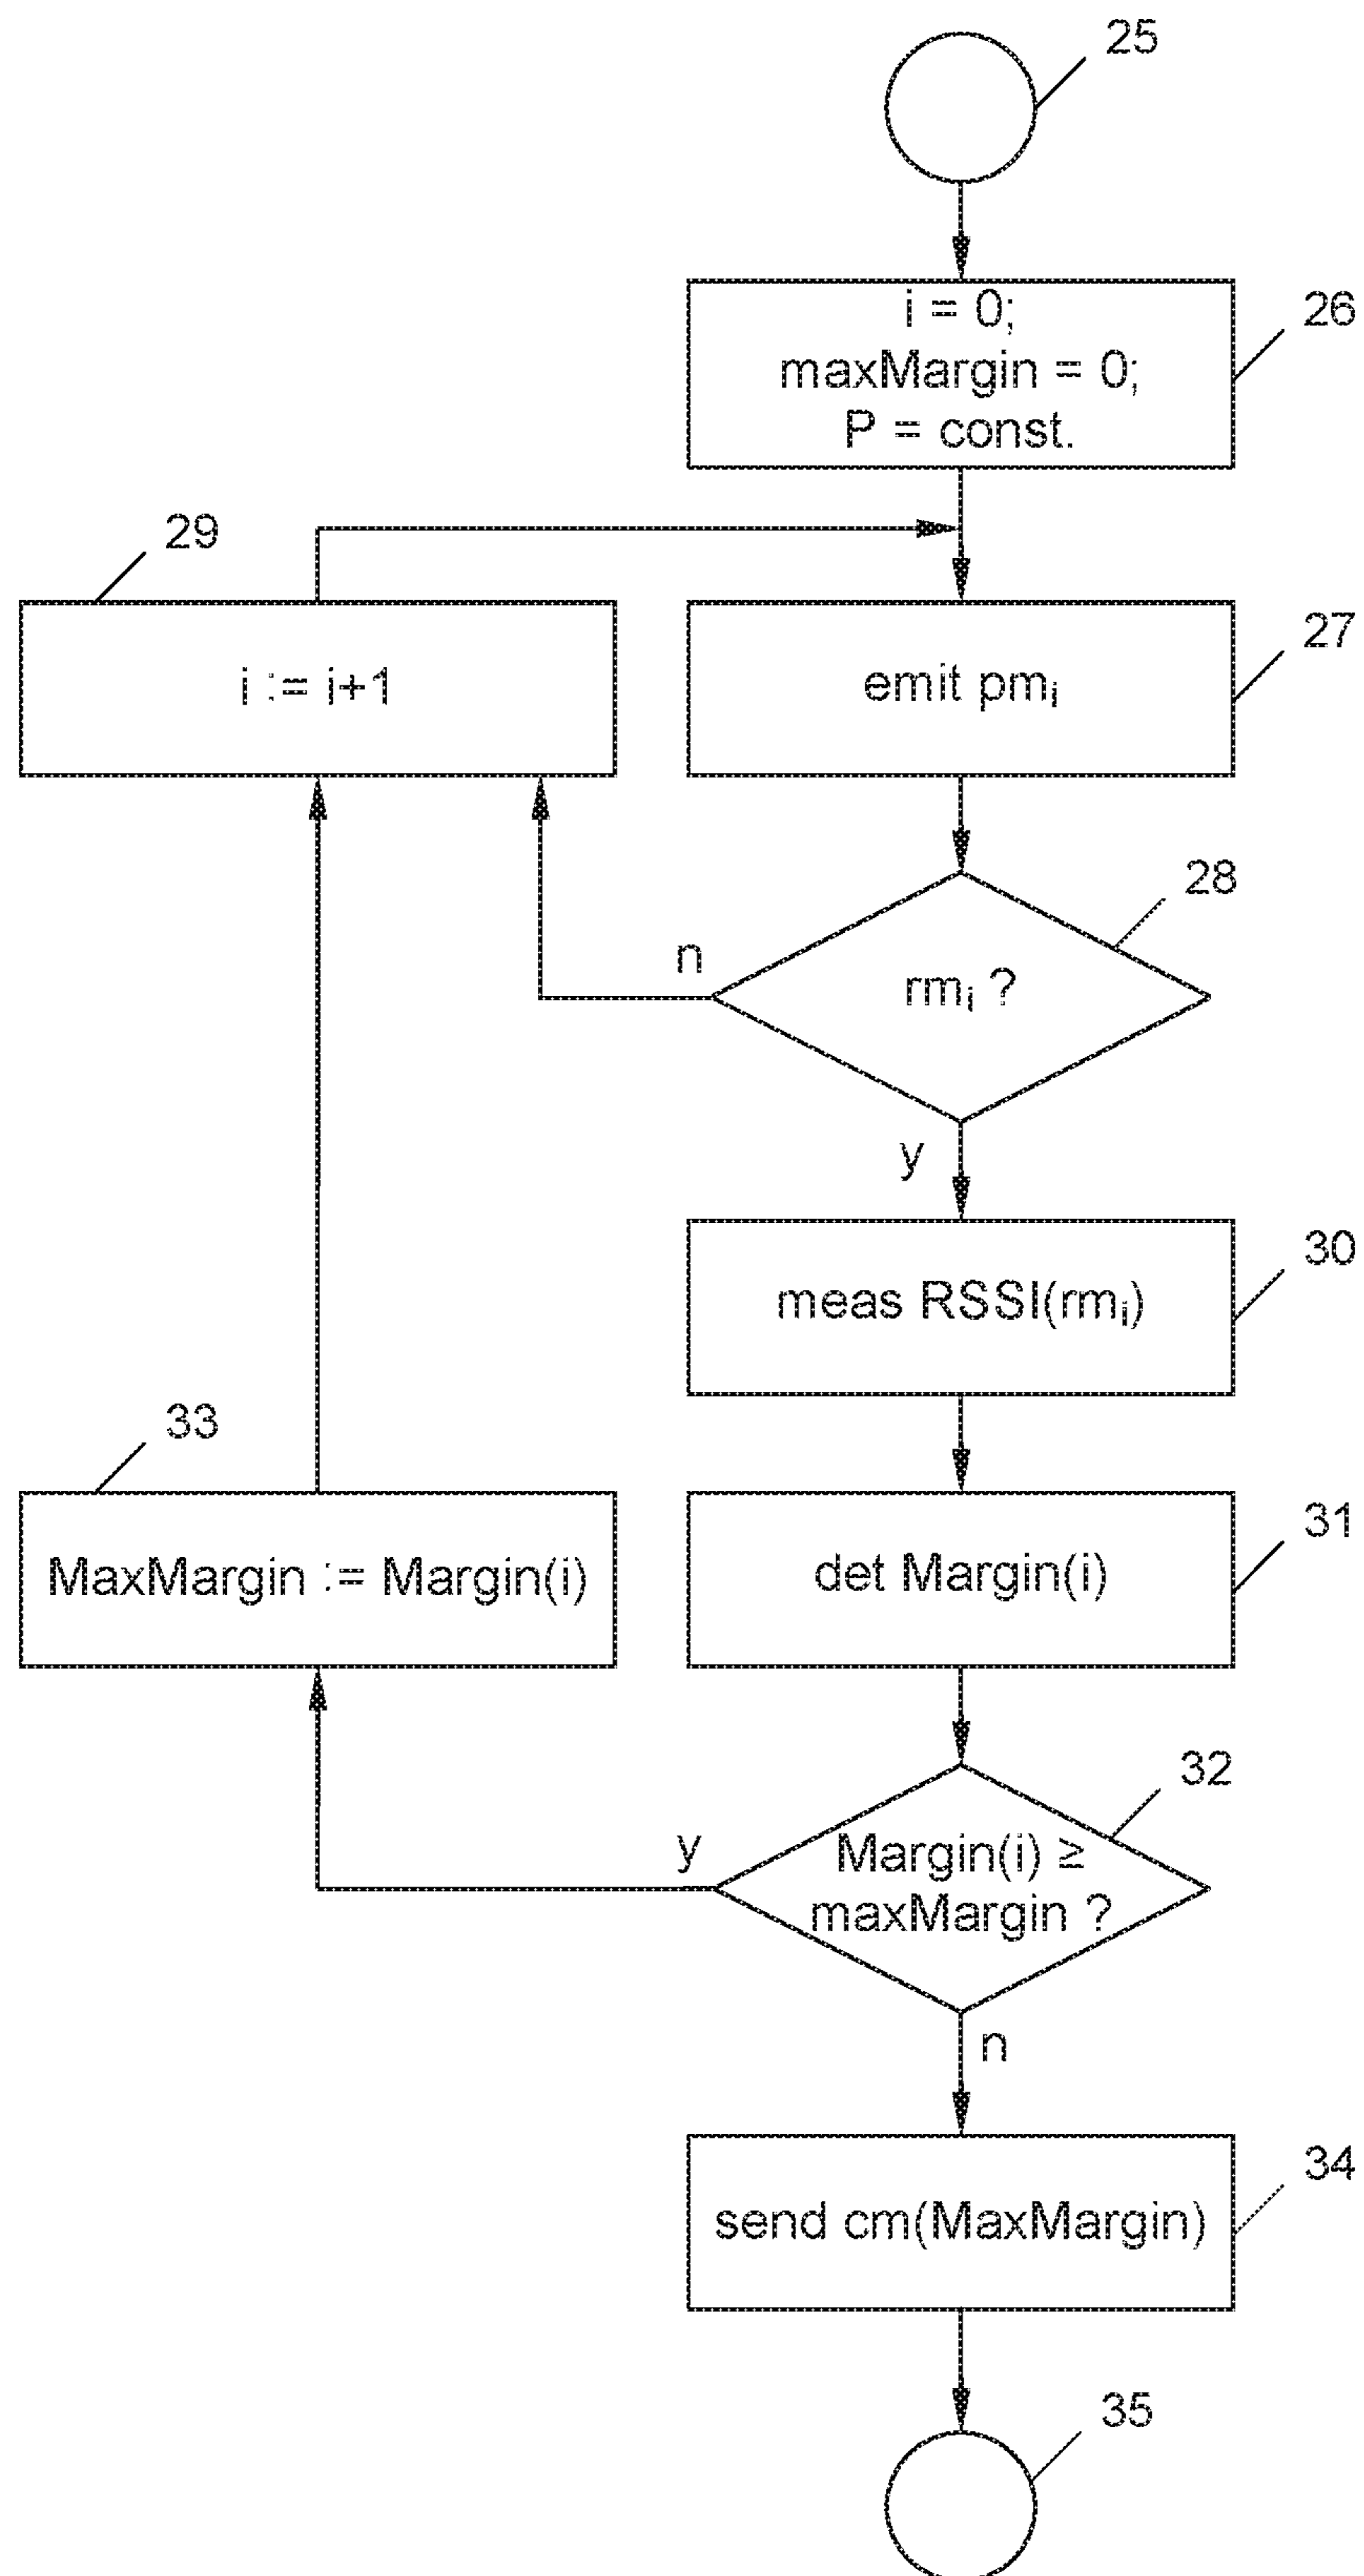 25
i = 0;
maxMargin = 0;
P = const.
26
29
i := i+1
emit pmᵢ
27
28
n
rmᵢ ?
y
meas RSSI(rmᵢ)
30
33
MaxMargin := Margin(i)
det Margin(i)
31
32
y
Margin(i) ≥
maxMargin ?
n
send cm(MaxMargin)
34
35